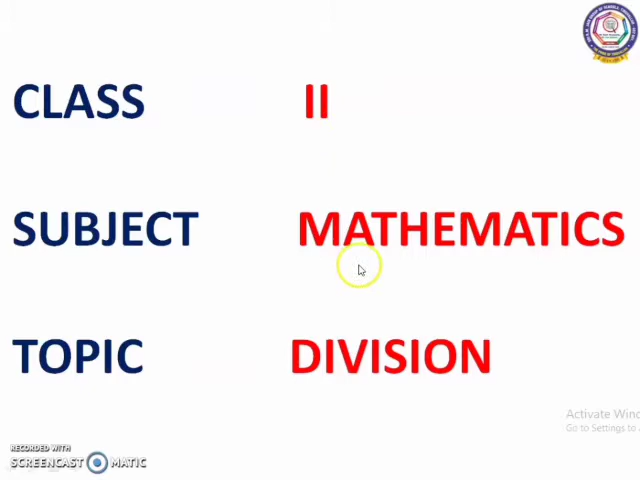 CLASS II
SUBJECT MATHEMATICS
TOPIC DIVISION
Activate Wind
Go to Settings to
RECORDED WITH
SCREENCAST MATIC